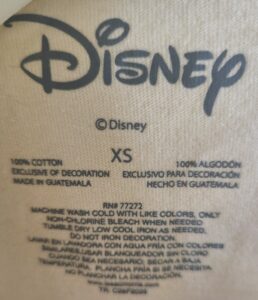 Disney
©Disney
XS
100% COTTON 100% ALGODÓN
EXCLUSIVE OF DECORATION EXCLUSIVO PARA DECORACIÓN
MADE IN GUATEMALA HECHO EN GUATEMALA
RN# 77272
MACHINE WASH COLD WITH LIKE COLORS, ONLY
NON-CHLORINE BLEACH WHEN NEEDED
TUMBLE DRY LOW COOL IRON AS NEEDED,
DO NOT IRON DECORATION.
LAVAR EN LAVADORA CON AGUA FRÍA CON COLORES
SIMILARES. USAR BLANQUEADOR SIN CLORO
CUANDO SEA NECESARIO; SECAR A BAJA
TEMPERATURA. PLANCHA FRÍA SI SE NECESITA
NO PLANCHAR LA DECORACIÓN.